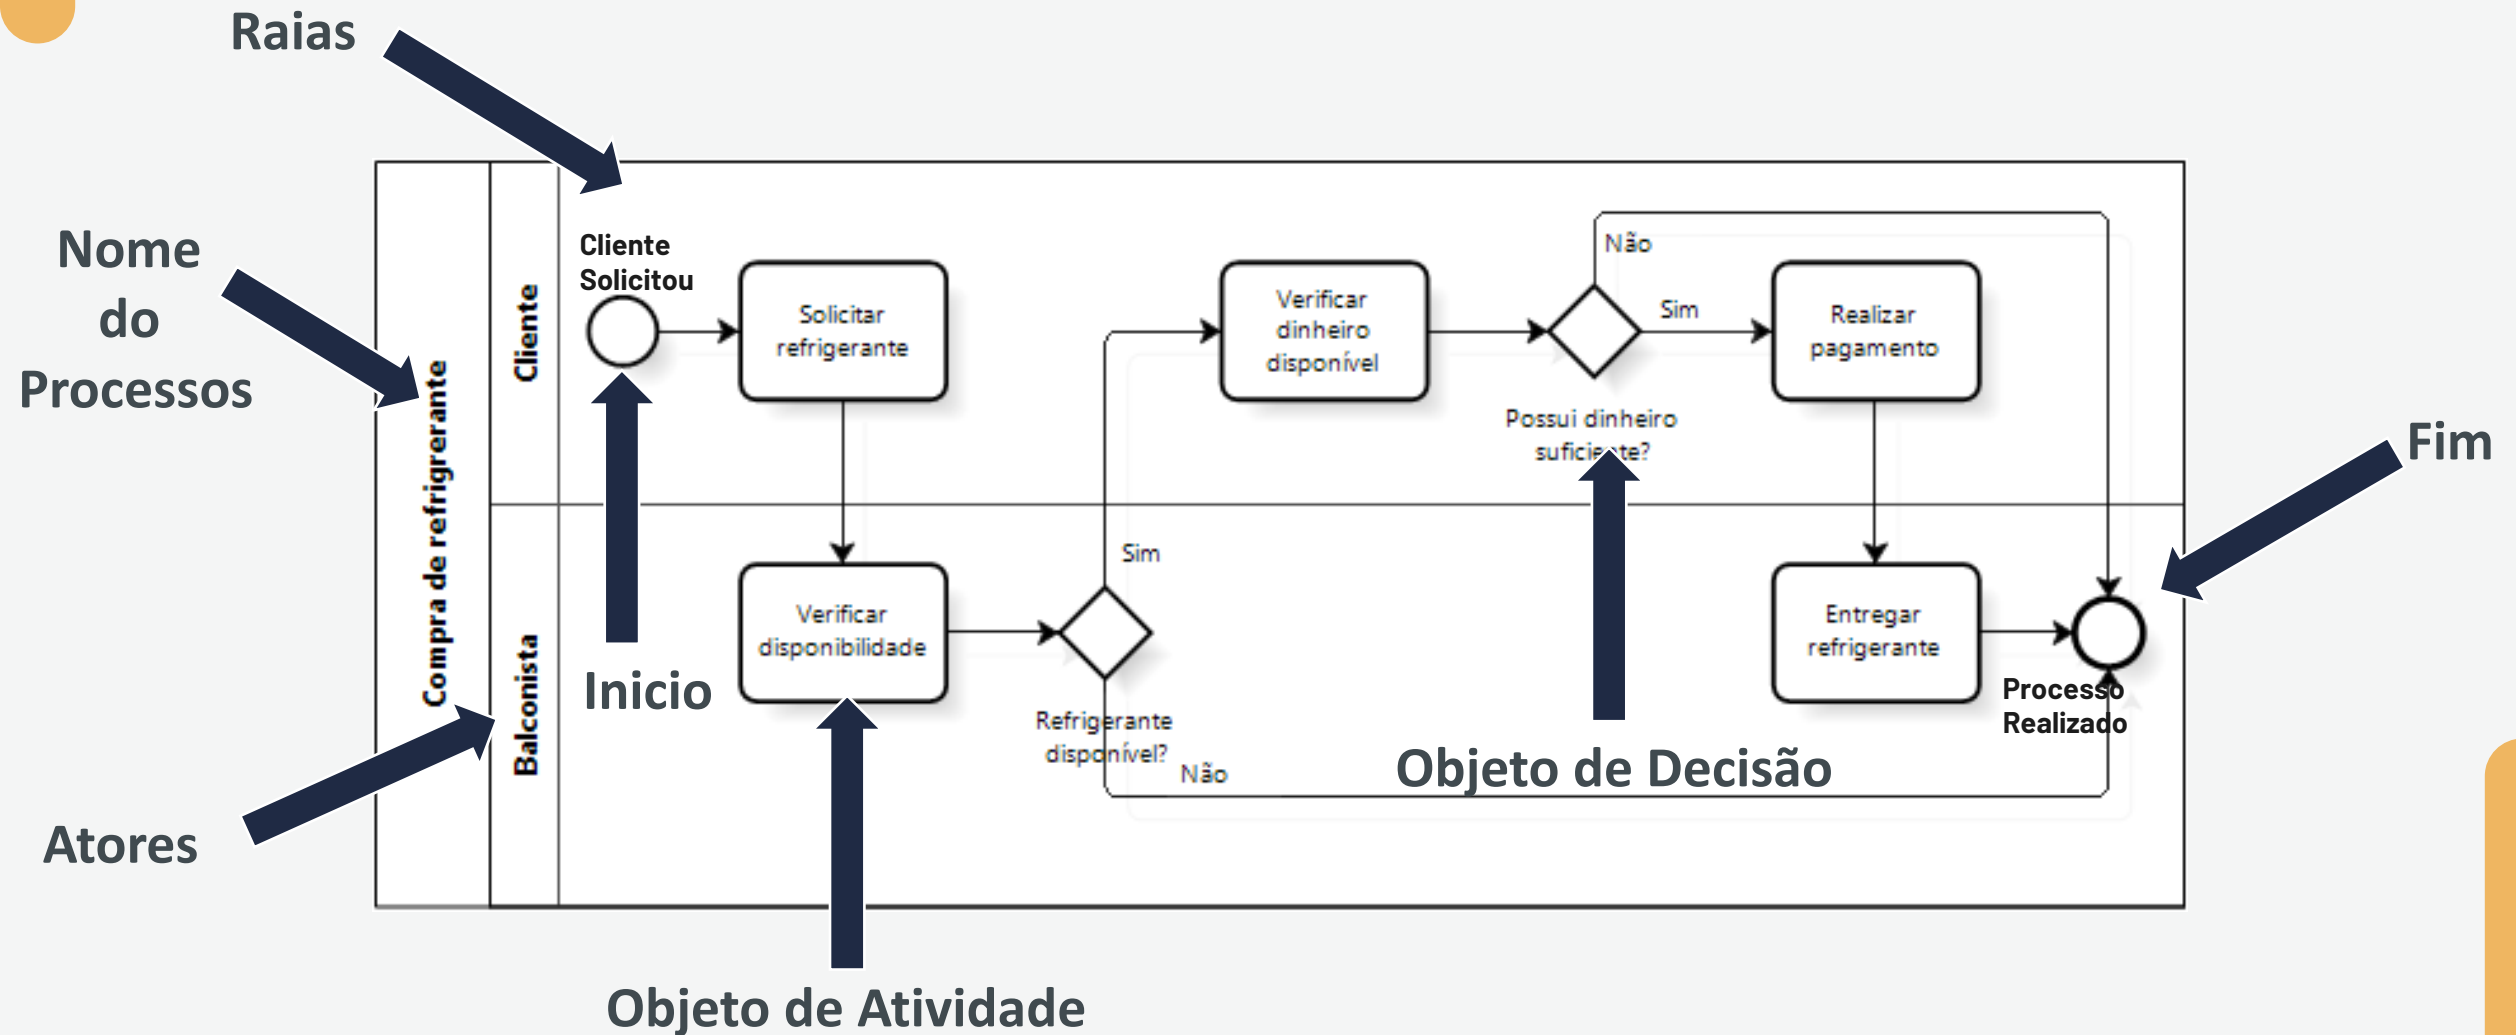 Raias
Nome
do
Processos
Atores
Compra de refrigrerante
Cliente
Balconista
Cliente
Solicitou
Solicitar
refrigerante
Verificar
dinheiro
disponível
Não
Sim
Possui dinheiro
suficiente?
Realizar
pagamento
Fim
Inicio
Verificar
disponibilidade
Sim
Refrigerante
disponível?
Não
Objeto de Decisão
Entregar
refrigerante
Processo
Realizado
Objeto de Atividade